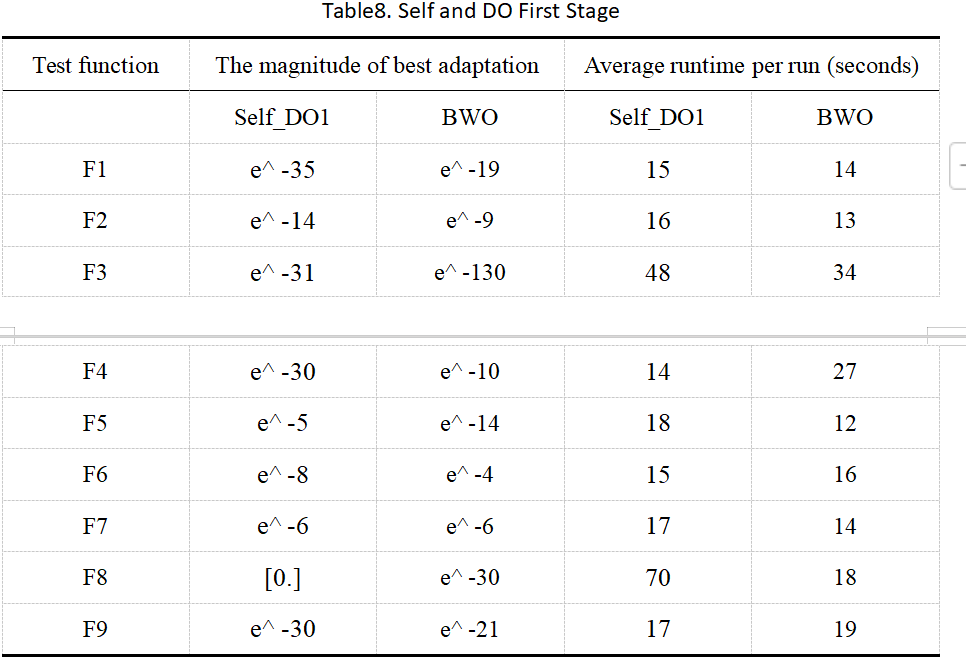 Table8. Self and DO First Stage
Test function The magnitude of best adaptation Average runtime per run (seconds)
Self_DO1 BWO Self_DO1 BWO
F1 e^ -35 e^ -19 15 14
F2 e^ -14 e^ -9 16 13
F3 e^ -31 e^ -130 48 34
F4 e^ -30 e^ -10 14 27
F5 e^ -5 e^ -14 18 12
F6 e^ -8 e^ -4 15 16
F7 e^ -6 e^ -6 17 14
F8 [0.] e^ -30 70 18
F9 e^ -30 e^ -21 17 19